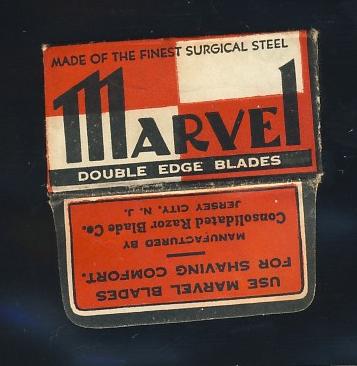 MADE OF THE FINEST SURGICAL STEEL
MARVEL
DOUBLE EDGE BLADES
USE MARVEL BLADES
FOR SHAVING COMFORT.
MANUFACTURED BY
Consolidated Razor Blade Co.
JERSEY CITY, N. J.